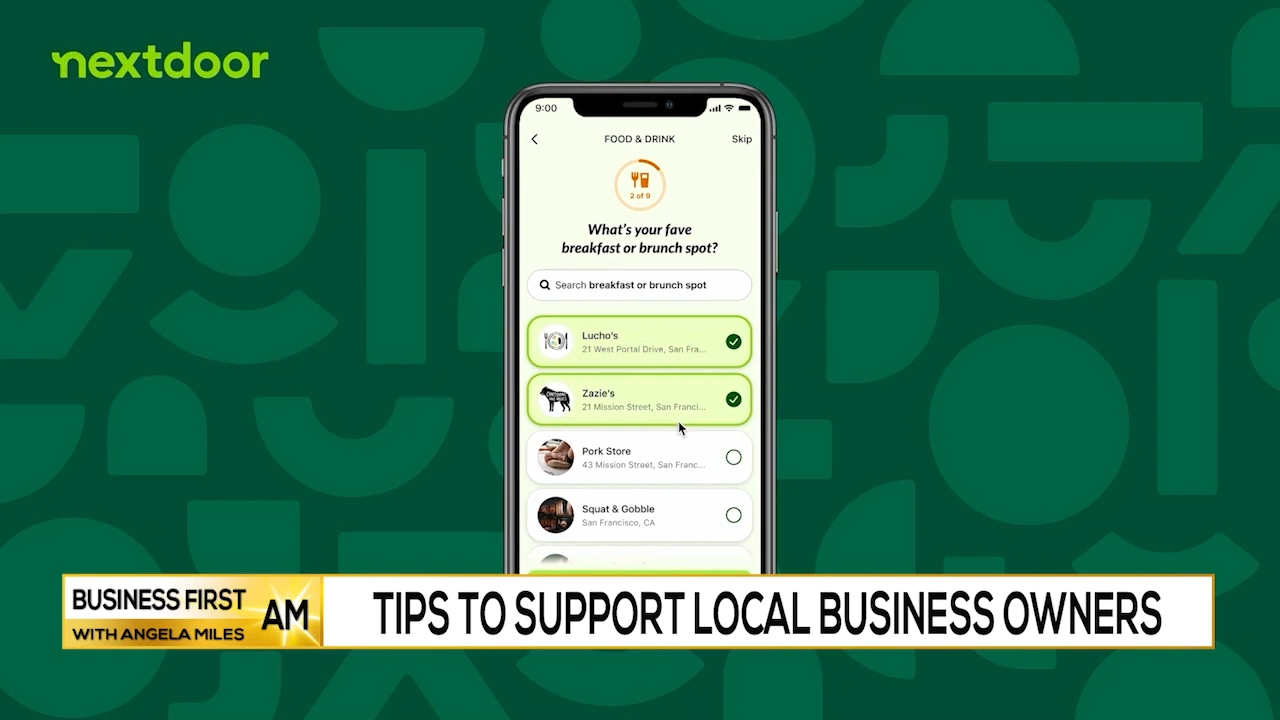 nextdoor
9:00
FOOD & DRINK
Skip
2 of 9
What's your fave
breakfast or brunch spot?
Search breakfast or brunch spot
Lucho's
21 West Portal Drive, San Fra...
Zazie's
21 Mission Street, San Franci...
Pork Store
43 Mission Street, San Franc...
Squat & Gobble
San Francisco, CA
BUSINESS FIRST
WITH ANGELA MILES
AM
TIPS TO SUPPORT LOCAL BUSINESS OWNERS